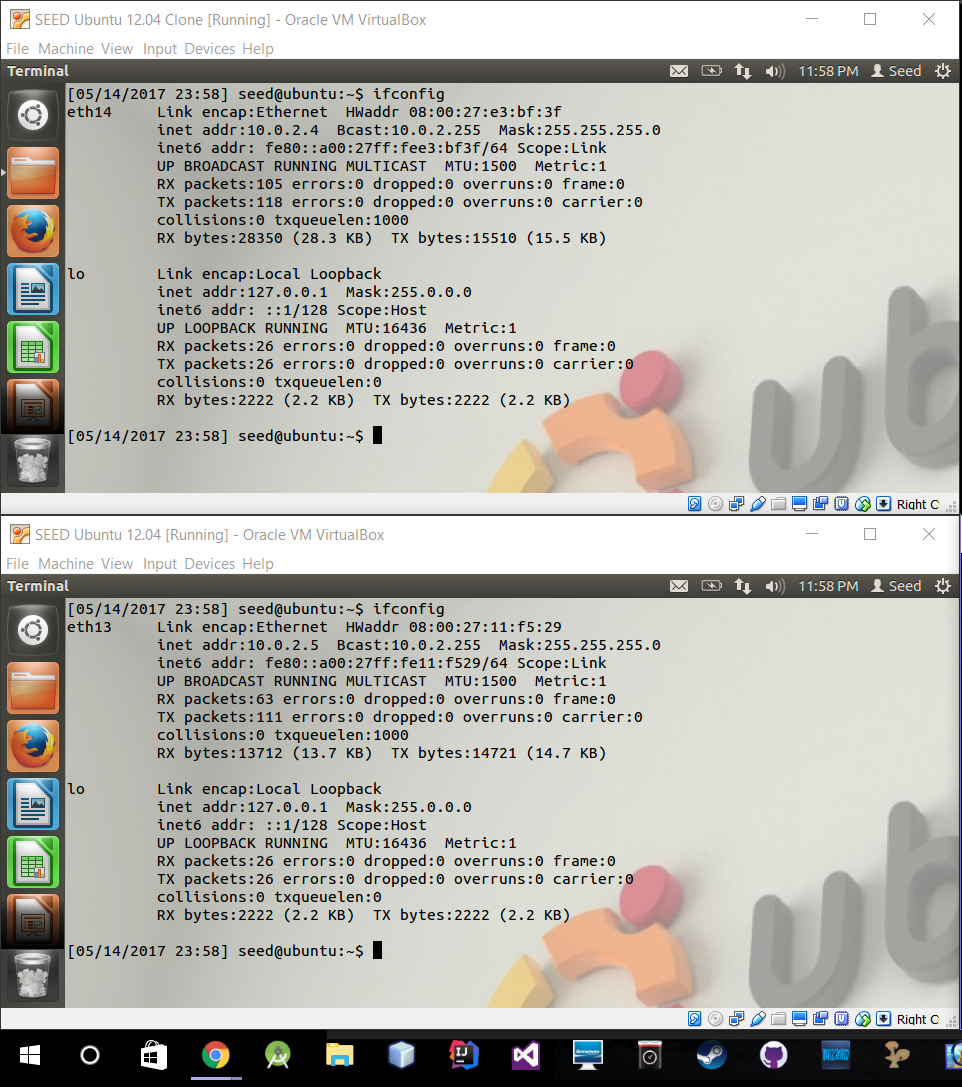 SEED Ubuntu 12.04 Clone [Running] - Oracle VM VirtualBox
File Machine View Input Devices Help
Terminal 11:58 PM Seed
[05/14/2017 23:58] seed@ubuntu:~$ ifconfig
eth14 Link encap:Ethernet HWaddr 08:00:27:e3:bf:3f
inet addr:10.0.2.4 Bcast:10.0.2.255 Mask:255.255.255.0
inet6 addr: fe80::a00:27ff:fee3:bf3f/64 Scope:Link
UP BROADCAST RUNNING MULTICAST MTU:1500 Metric:1
RX packets:105 errors:0 dropped:0 overruns:0 frame:0
TX packets:118 errors:0 dropped:0 overruns:0 carrier:0
collisions:0 txqueuelen:1000
RX bytes:28350 (28.3 KB) TX bytes:15510 (15.5 KB)
lo Link encap:Local Loopback
inet addr:127.0.0.1 Mask:255.0.0.0
inet6 addr: ::1/128 Scope:Host
UP LOOPBACK RUNNING MTU:16436 Metric:1
RX packets:26 errors:0 dropped:0 overruns:0 frame:0
TX packets:26 errors:0 dropped:0 overruns:0 carrier:0
collisions:0 txqueuelen:0
RX bytes:2222 (2.2 KB) TX bytes:2222 (2.2 KB)
[05/14/2017 23:58] seed@ubuntu:~$
ub
Right C
SEED Ubuntu 12.04 [Running] - Oracle VM VirtualBox
File Machine View Input Devices Help
Terminal 11:58 PM Seed
[05/14/2017 23:58] seed@ubuntu:~$ ifconfig
eth13 Link encap:Ethernet HWaddr 08:00:27:11:f5:29
inet addr:10.0.2.5 Bcast:10.0.2.255 Mask:255.255.255.0
inet6 addr: fe80::a00:27ff:fe11:f529/64 Scope:Link
UP BROADCAST RUNNING MULTICAST MTU:1500 Metric:1
RX packets:63 errors:0 dropped:0 overruns:0 frame:0
TX packets:111 errors:0 dropped:0 overruns:0 carrier:0
collisions:0 txqueuelen:1000
RX bytes:13712 (13.7 KB) TX bytes:14721 (14.7 KB)
lo Link encap:Local Loopback
inet addr:127.0.0.1 Mask:255.0.0.0
inet6 addr: ::1/128 Scope:Host
UP LOOPBACK RUNNING MTU:16436 Metric:1
RX packets:26 errors:0 dropped:0 overruns:0 frame:0
TX packets:26 errors:0 dropped:0 overruns:0 carrier:0
collisions:0 txqueuelen:0
RX bytes:2222 (2.2 KB) TX bytes:2222 (2.2 KB)
[05/14/2017 23:58] seed@ubuntu:~$
ub
Right C
IJ
BLIZZARD